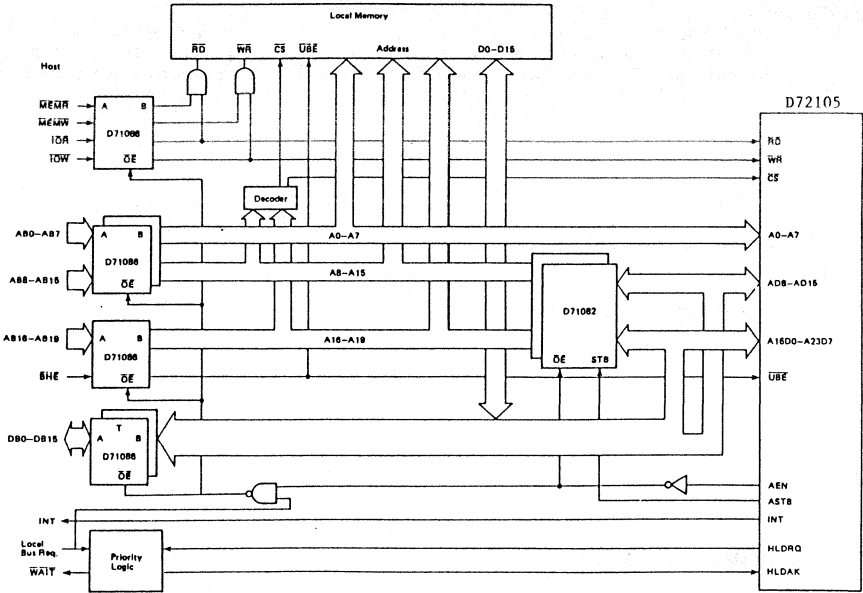 Local Memory
RD WR CS UBE Address D0-D15
Host
D72105
MEMR A B
MEMW
D71086
IOR
IOW OE
RD
WR
CS
Decoder
AB0-AB7 A B
A0-A7
A0-A7
D71086
AB8-AB15
OE
A8-A15
AD8-AD15
D71082
AB16-AB19 A B
A16-A19
A16D0-A23D7
D71086
OE STB
BHE OE
UBE
T
DB0-DB15 A B
D71086
OE
AEN
ASTB
INT
INT
Local
Bus Req.
Priority
Logic
HLDRQ
WAIT
HLDAK